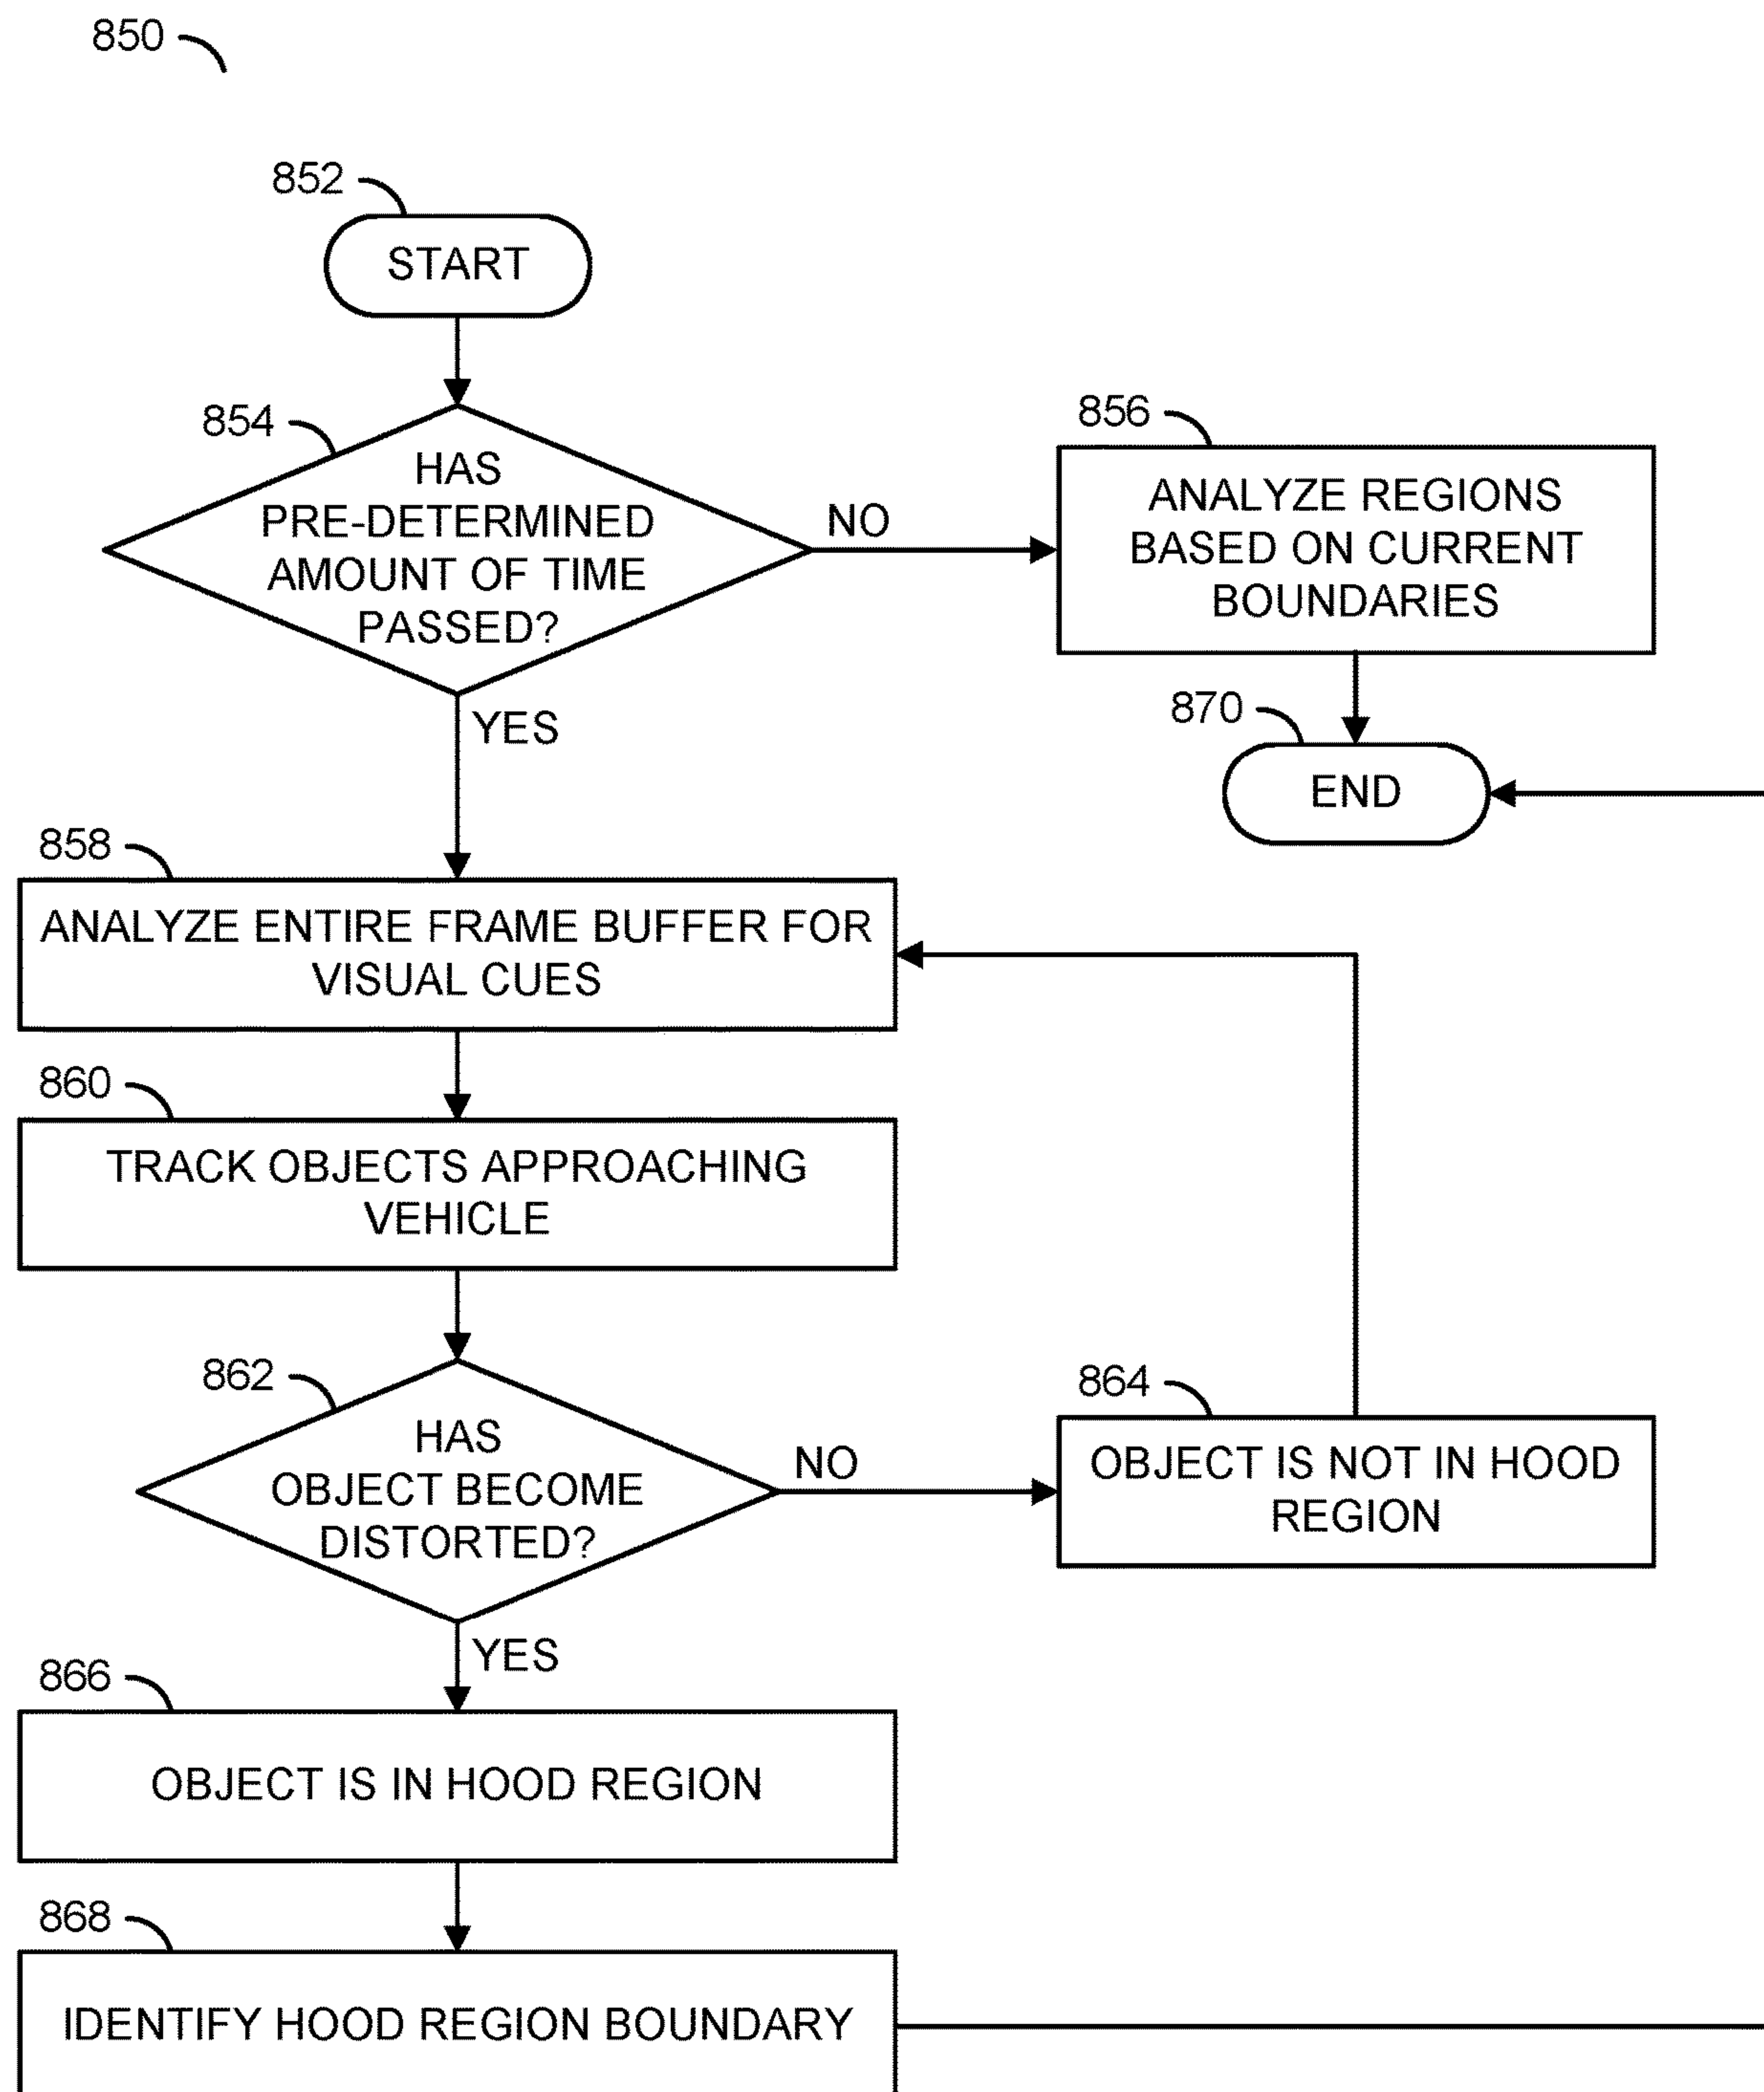 850
852
START
854
HAS
PRE-DETERMINED
AMOUNT OF TIME
PASSED?
NO
856
ANALYZE REGIONS
BASED ON CURRENT
BOUNDARIES
YES
870
END
858
ANALYZE ENTIRE FRAME BUFFER FOR
VISUAL CUES
860
TRACK OBJECTS APPROACHING
VEHICLE
862
HAS
OBJECT BECOME
DISTORTED?
NO
864
OBJECT IS NOT IN HOOD
REGION
YES
866
OBJECT IS IN HOOD REGION
868
IDENTIFY HOOD REGION BOUNDARY